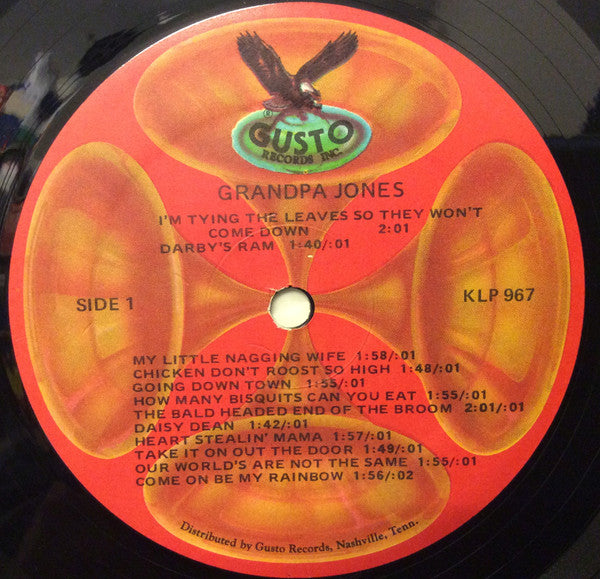 ®
GUSTO
RECORDS INC.
GRANDPA JONES
I'M TYING THE LEAVES SO THEY WON'T
COME DOWN 2:01
DARBY'S RAM 1:40/:01
SIDE 1
KLP 967
MY LITTLE NAGGING WIFE 1:58/:01
CHICKEN DON'T ROOST SO HIGH 1:48/:01
GOING DOWN TOWN 1:55/:01
HOW MANY BISQUITS CAN YOU EAT 1:55/:01
THE BALD HEADED END OF THE BROOM 2:01/:01
DAISY DEAN 1:42/:01
HEART STEALIN' MAMA 1:57/:01
TAKE IT ON OUT THE DOOR 1:49/:01
OUR WORLD'S ARE NOT THE SAME 1:55/:01
COME ON BE MY RAINBOW 1:56/:02
Distributed by Gusto Records, Nashville, Tenn.